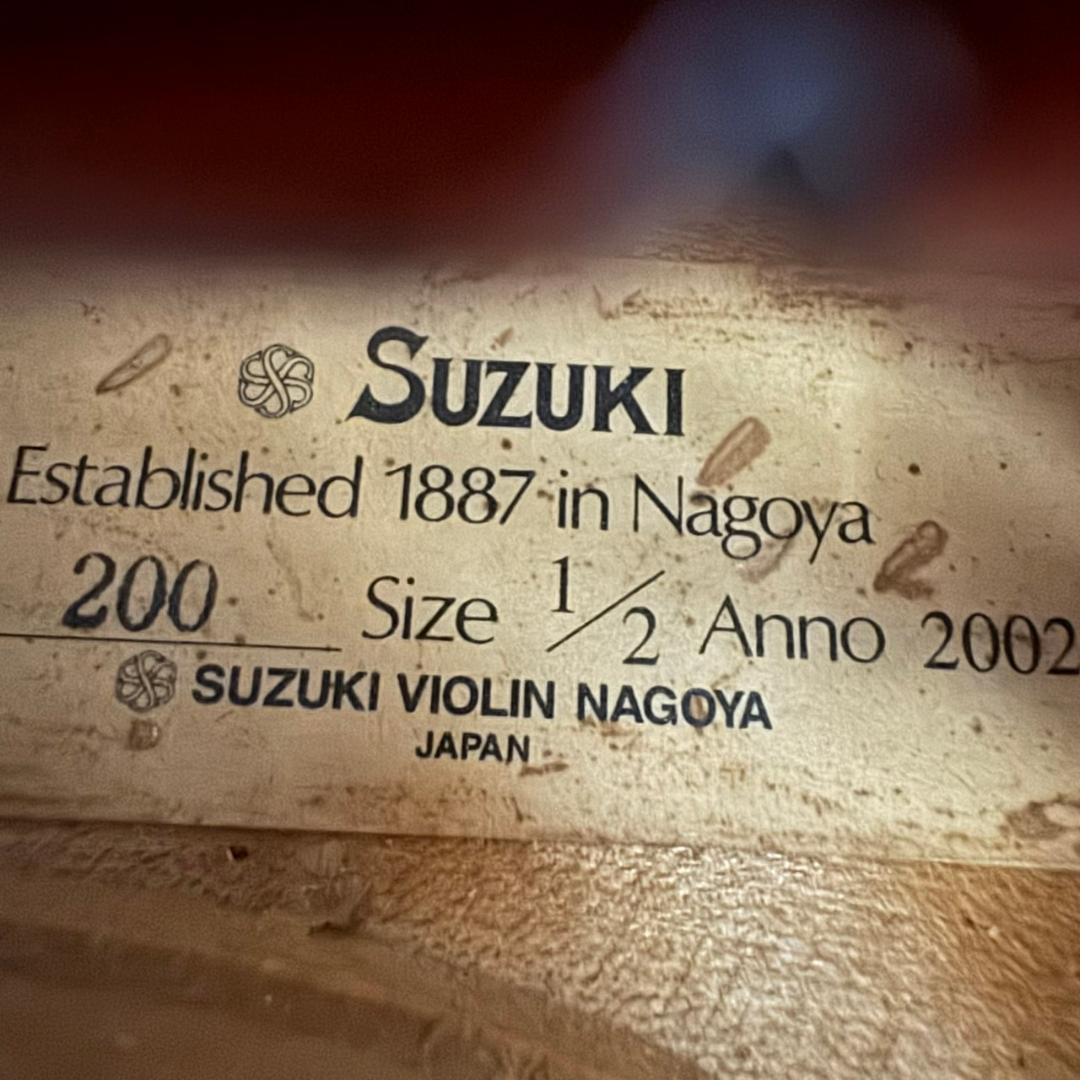 SUZUKI
Established 1887 in Nagoya
200 Size 1/2 Anno 2002
SUZUKI VIOLIN NAGOYA
JAPAN